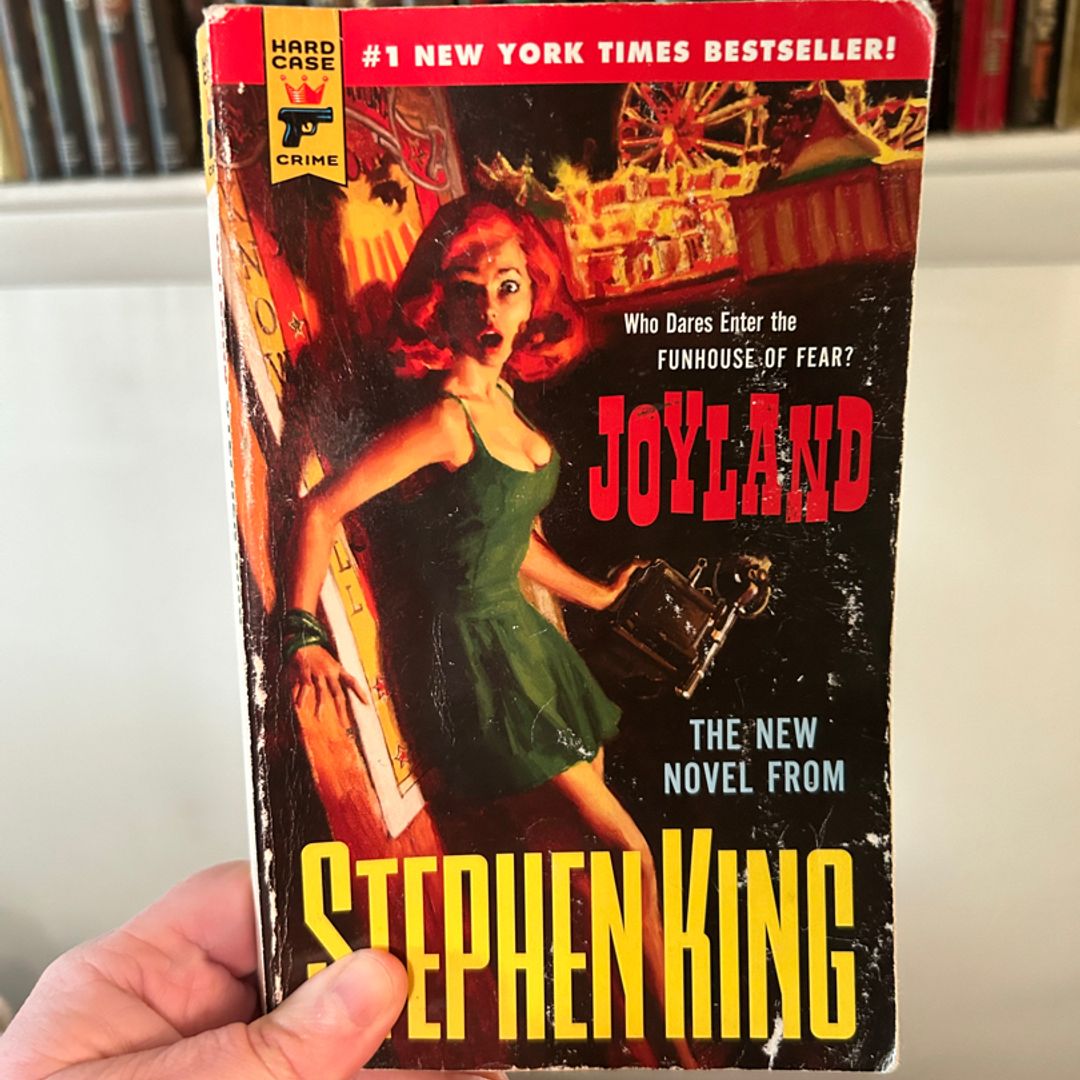 HARD
CASE
CRIME
#1 NEW YORK TIMES BESTSELLER!
Who Dares Enter the
FUNHOUSE OF FEAR?
JOYLAND
THE NEW
NOVEL FROM
STEPHEN KING